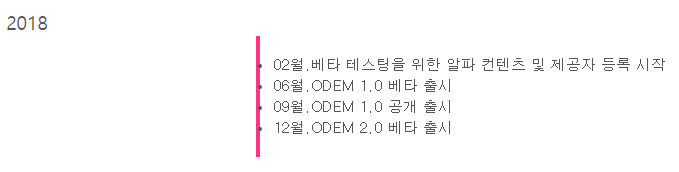 2018
02월.베타 테스팅을 위한 알파 컨텐츠 및 제공자 등록 시작
06월.ODEM 1.0 베타 출시
09월.ODEM 1.0 공개 출시
12월.ODEM 2.0 베타 출시